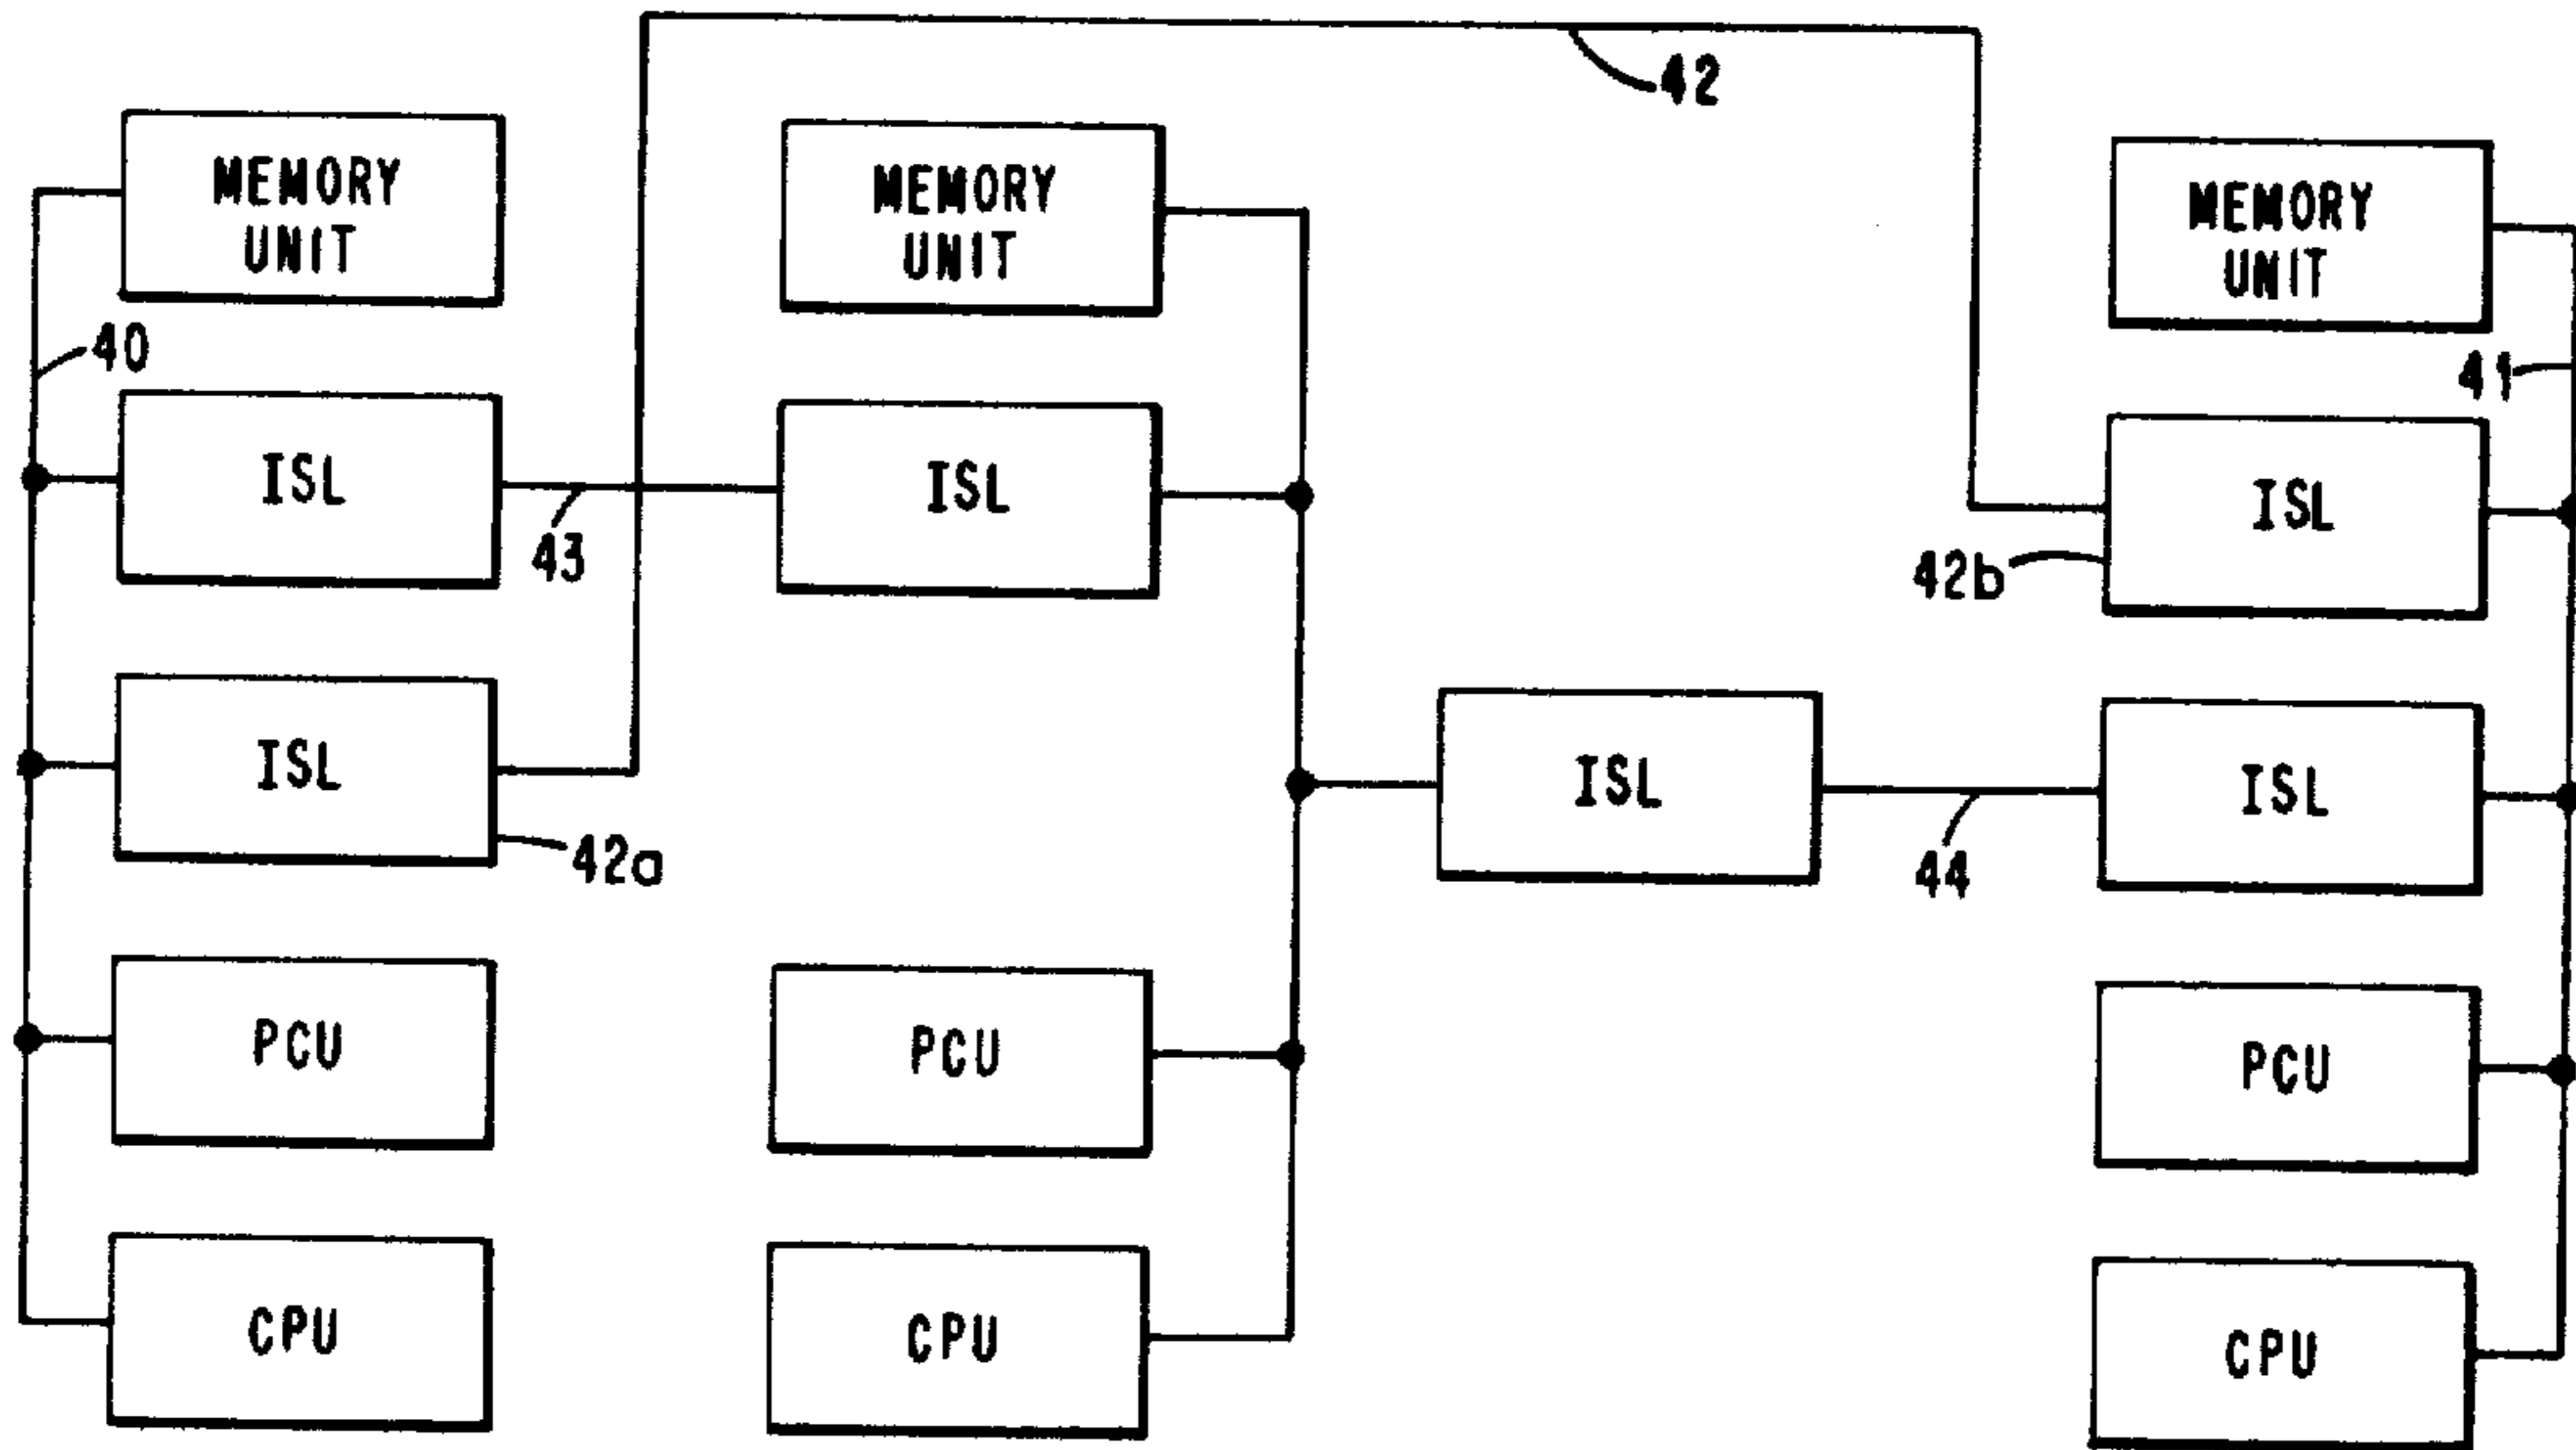 42
MEMORY
UNIT
MEMORY
UNIT
MEMORY
UNIT
40
41
ISL
ISL
ISL
43
42b
ISL
ISL
ISL
42a
44
PCU
PCU
PCU
CPU
CPU
CPU